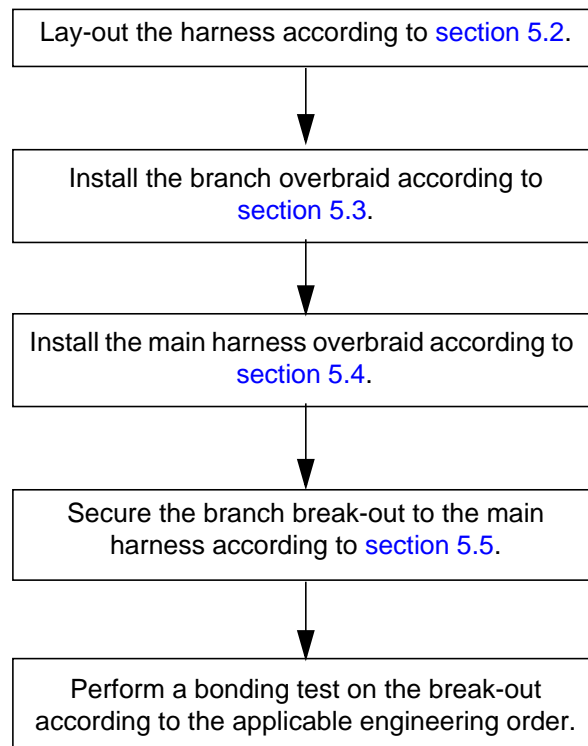 Lay-out the harness according to section 5.2.
Install the branch overbraid according to
section 5.3.
Install the main harness overbraid according to
section 5.4.
Secure the branch break-out to the main
harness according to section 5.5.
Perform a bonding test on the break-out
according to the applicable engineering order.